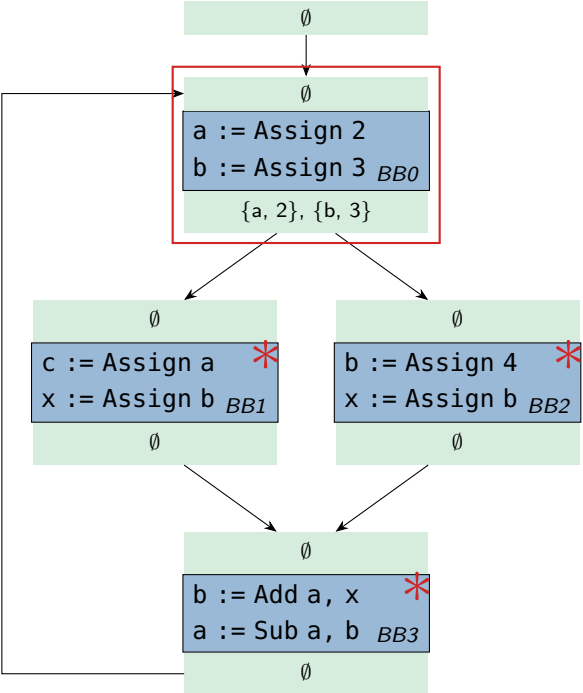 ∅
∅
a := Assign 2
b := Assign 3 BB0
{a, 2}, {b, 3}
∅
∅
c := Assign a *
b := Assign 4 *
x := Assign b BB1
x := Assign b BB2
∅
∅
∅
b := Add a, x *
a := Sub a, b BB3
∅